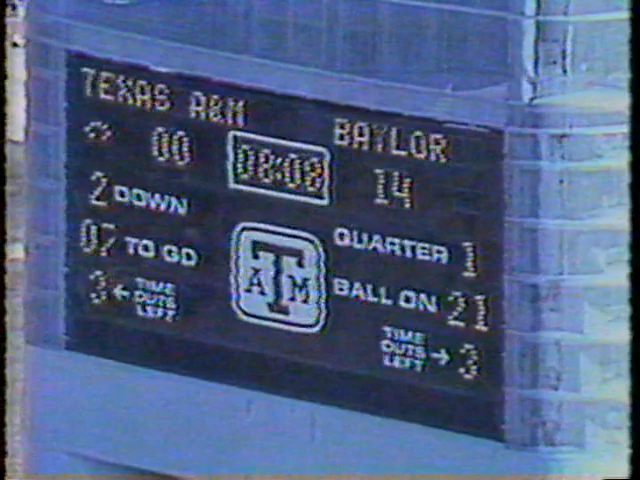 TEXAS A&M
BAYLOR
00
08:08
14
2 DOWN
07 TO GO
QUARTER 1
ATM
BALL ON 21
3 ← TIME OUTS LEFT
TIME OUTS LEFT → 3